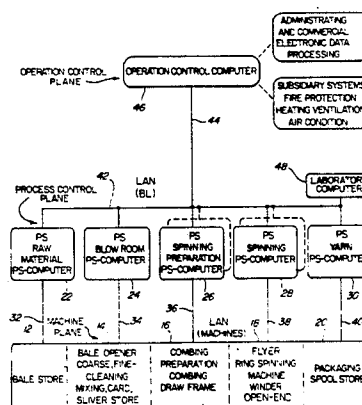 ADMINISTRATING
AND COMMERCIAL
ELECTRONIC DATA
PROCESSING
OPERATION CONTROL
PLANE
OPERATION CONTROL COMPUTER
46
SUBSIDIARY SYSTEMS
FIRE PROTECTION
HEATING VENTILATION
AIR CONDITION
44
48
LAN
(BL)
LABORATORY
COMPUTER
PROCESS CONTROL
PLANE
42
PS
RAW
MATERIAL
PS-COMPUTER
PS
BLOW ROOM
PS-COMPUTER
PS
SPINNING
PREPARATION
PS-COMPUTER
PS
SPINNING
PS-COMPUTER
PS
YARN
PS-COMPUTER
22
24
26
28
30
32
34
36
38
40
12
MACHINE
PLANE
14
16
LAN
(MACHINES)
18
20
BALE STORE
BALE OPENER
COARSE, FINE-
CLEANING
MIXING, CARD,
SLIVER STORE
COMBING
PREPARATION
COMBING
DRAW FRAME
FLYER
RING SPINNING
MACHINE
WINDER
OPEN-END
PACKAGING
SPOOL STORE